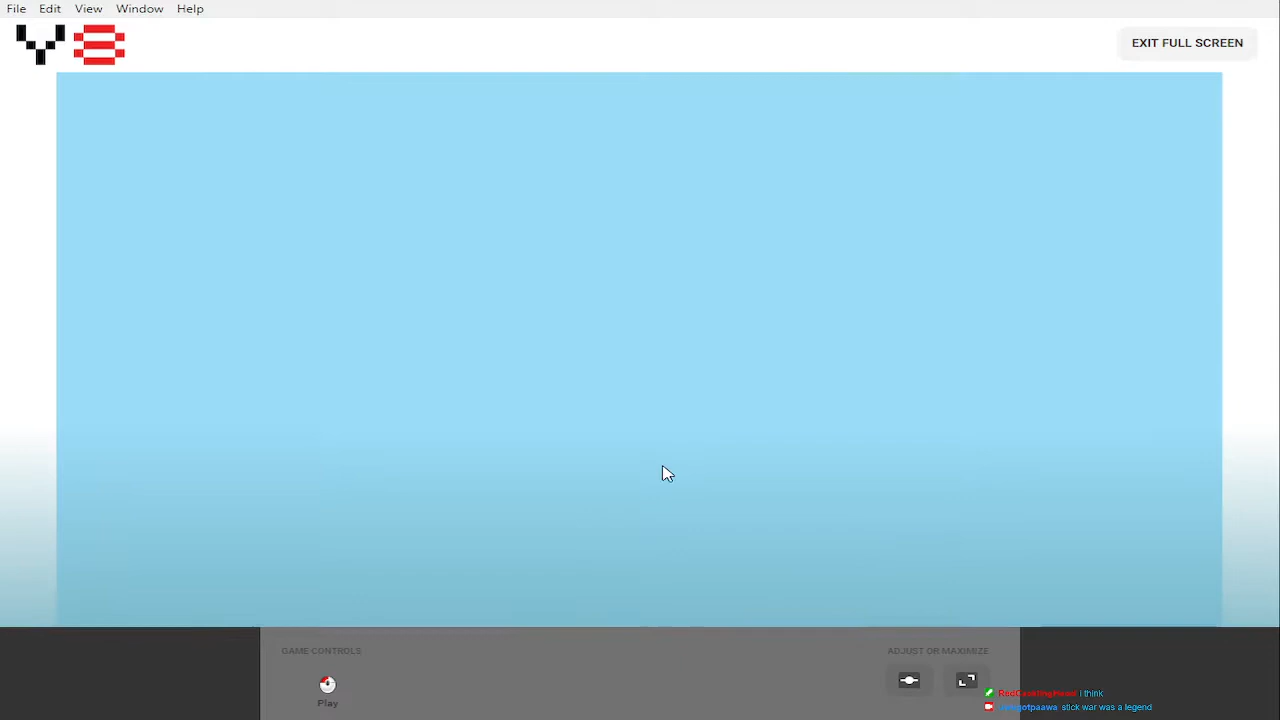 File Edit View Window Help
Y8
EXIT FULL SCREEN
GAME CONTROLS
ADJUST OR MAXIMIZE
Play
I think
stick war was a legend